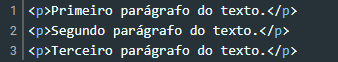 1 <p>Primeiro parágrafo do texto.</p>
2 <p>Segundo parágrafo do texto.</p>
3 <p>Terceiro parágrafo do texto.</p>